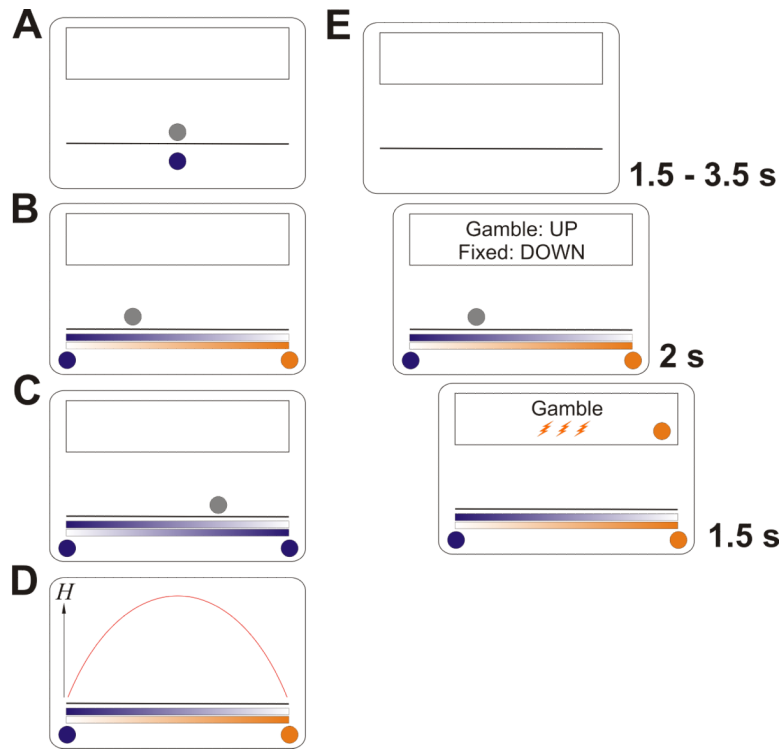 A
B
C
D
H
E
1.5 - 3.5 s
Gamble: UP
Fixed: DOWN
2 s
Gamble
1.5 s